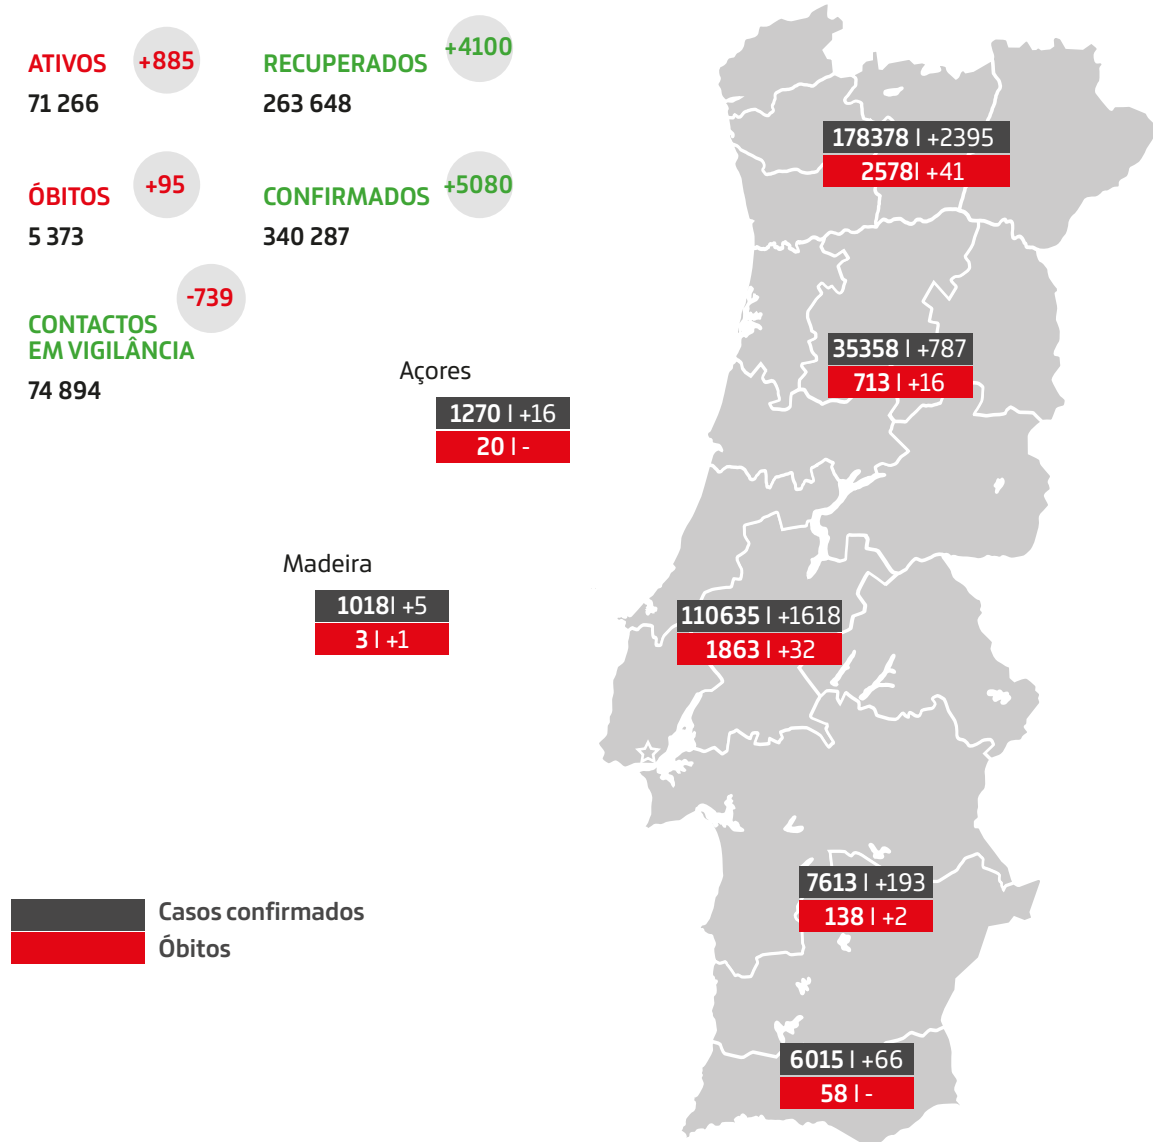 ATIVOS +885
71 266
RECUPERADOS +4100
263 648
ÓBITOS +95
5 373
CONFIRMADOS +5080
340 287
-739
CONTACTOS
EM VIGILÂNCIA
74 894
178378 | +2395
2578| +41
35358 | +787
713 | +16
Açores
1270 | +16
20 | -
Madeira
1018| +5
3 | +1
110635 | +1618
1863 | +32
7613 | +193
138 | +2
Casos confirmados
Óbitos
6015 | +66
58 | -